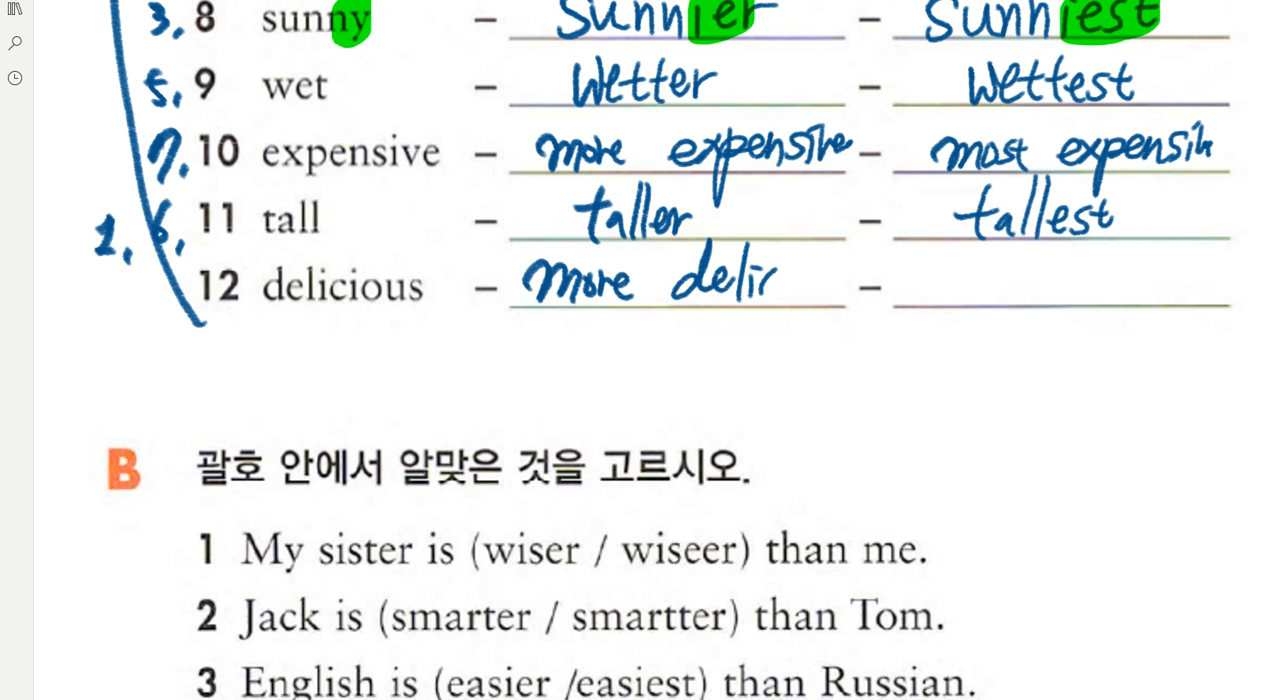 3, 8 sunny - sunnier - sunniest
5, 9 wet - wetter - wettest
7. 10 expensive - more expensive - most expensiv
1, 6, 11 tall - taller - tallest
12 delicious - more delic -
B 괄호 안에서 알맞은 것을 고르시오.
1 My sister is (wiser / wiseer) than me.
2 Jack is (smarter / smartter) than Tom.
3 English is (easier /easiest) than Russian.